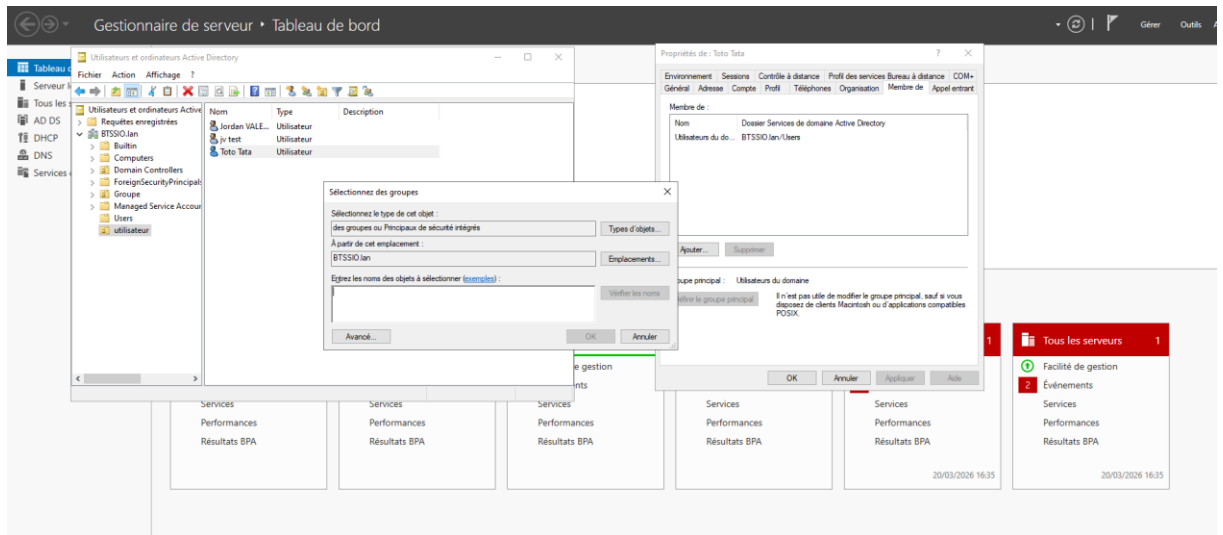 Gestionnaire de serveur • Tableau de bord
Gérer
Outils
Tableau
Serveur
Tous les
AD DS
DHCP
DNS
Services
Utilisateurs et ordinateurs Active Directory
Fichier Action Affichage ?
Utilisateurs et ordinateurs Active
Requêtes enregistrées
BTSSIO.lan
Builtin
Computers
Domain Controllers
ForeignSecurityPrincipals
Groupe
Managed Service Accour
Users
utilisateur
Nom Type Description
Jordan VALE... Utilisateur
jv test Utilisateur
Toto Tata Utilisateur
Sélectionnez des groupes
Sélectionnez le type de cet objet :
des groupes ou Principaux de sécurité intégrés
Types d'objets...
À partir de cet emplacement :
BTSSIO.lan
Emplacements...
Entrez les noms des objets à sélectionner (exemples) :
Vérifier les noms
Avancé...
OK
Annuler
Propriétés de : Toto Tata
Environnement Sessions Contrôle à distance Profil des services Bureau à distance COM+
Général Adresse Compte Profil Téléphones Organisation Membre de Appel entrant
Membre de :
Nom Dossier Services de domaine Active Directory
Utilisateurs du do... BTSSIO.lan/Users
Ajouter...
Supprimer
oupe principal : Utilisateurs du domaine
éfinir le groupe principal
Il n'est pas utile de modifier le groupe principal, sauf si vous
disposez de clients Macintosh ou d'applications compatibles
POSIX.
OK
Annuler
Appliquer
Aide
Services
Performances
Résultats BPA
Services
Performances
Résultats BPA
e gestion
nts
Services
Performances
Résultats BPA
Services
Performances
Résultats BPA
1
Services
Performances
Résultats BPA
20/03/2026 16:35
Tous les serveurs 1
Facilité de gestion
2 Événements
Services
Performances
Résultats BPA
20/03/2026 16:35